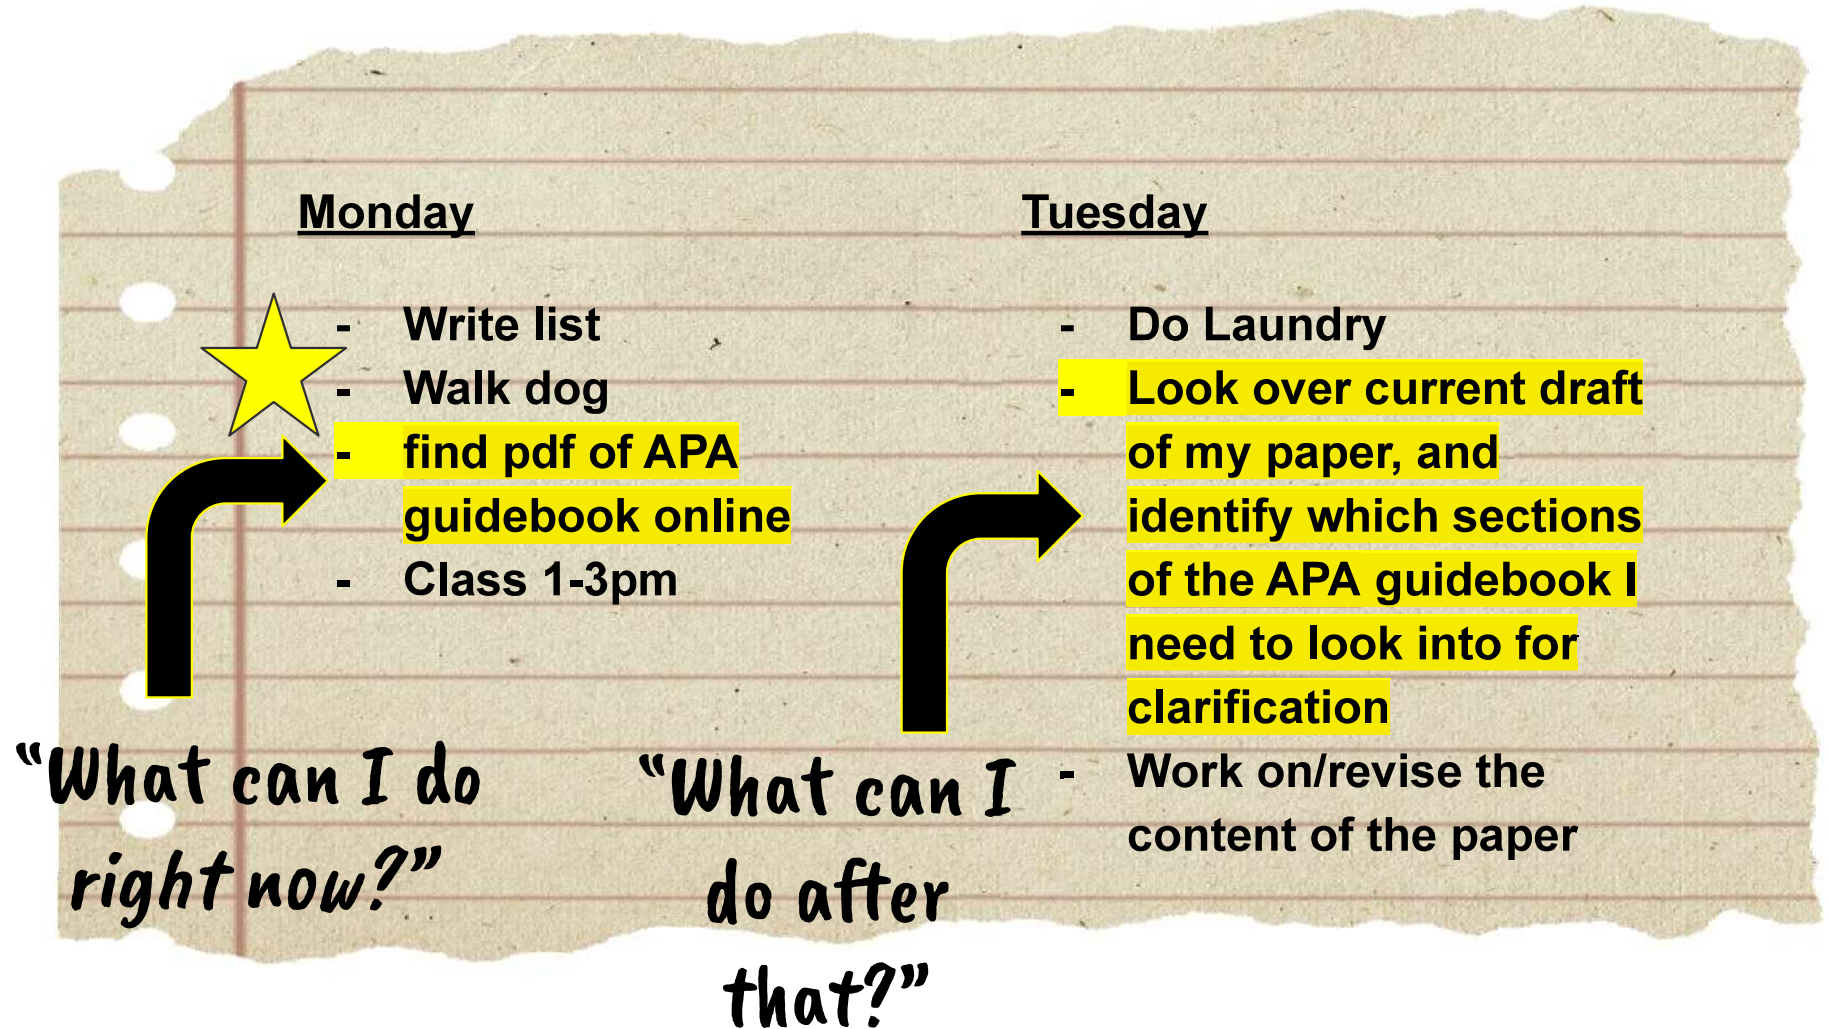 Monday
- Write list
- Walk dog
- find pdf of APA
guidebook online
- Class 1-3pm
"What can I do
right now?"
Tuesday
- Do Laundry
- Look over current draft
of my paper, and
identify which sections
of the APA guidebook I
need to look into for
clarification
- Work on/revise the
content of the paper
"What can I
do after
that?"